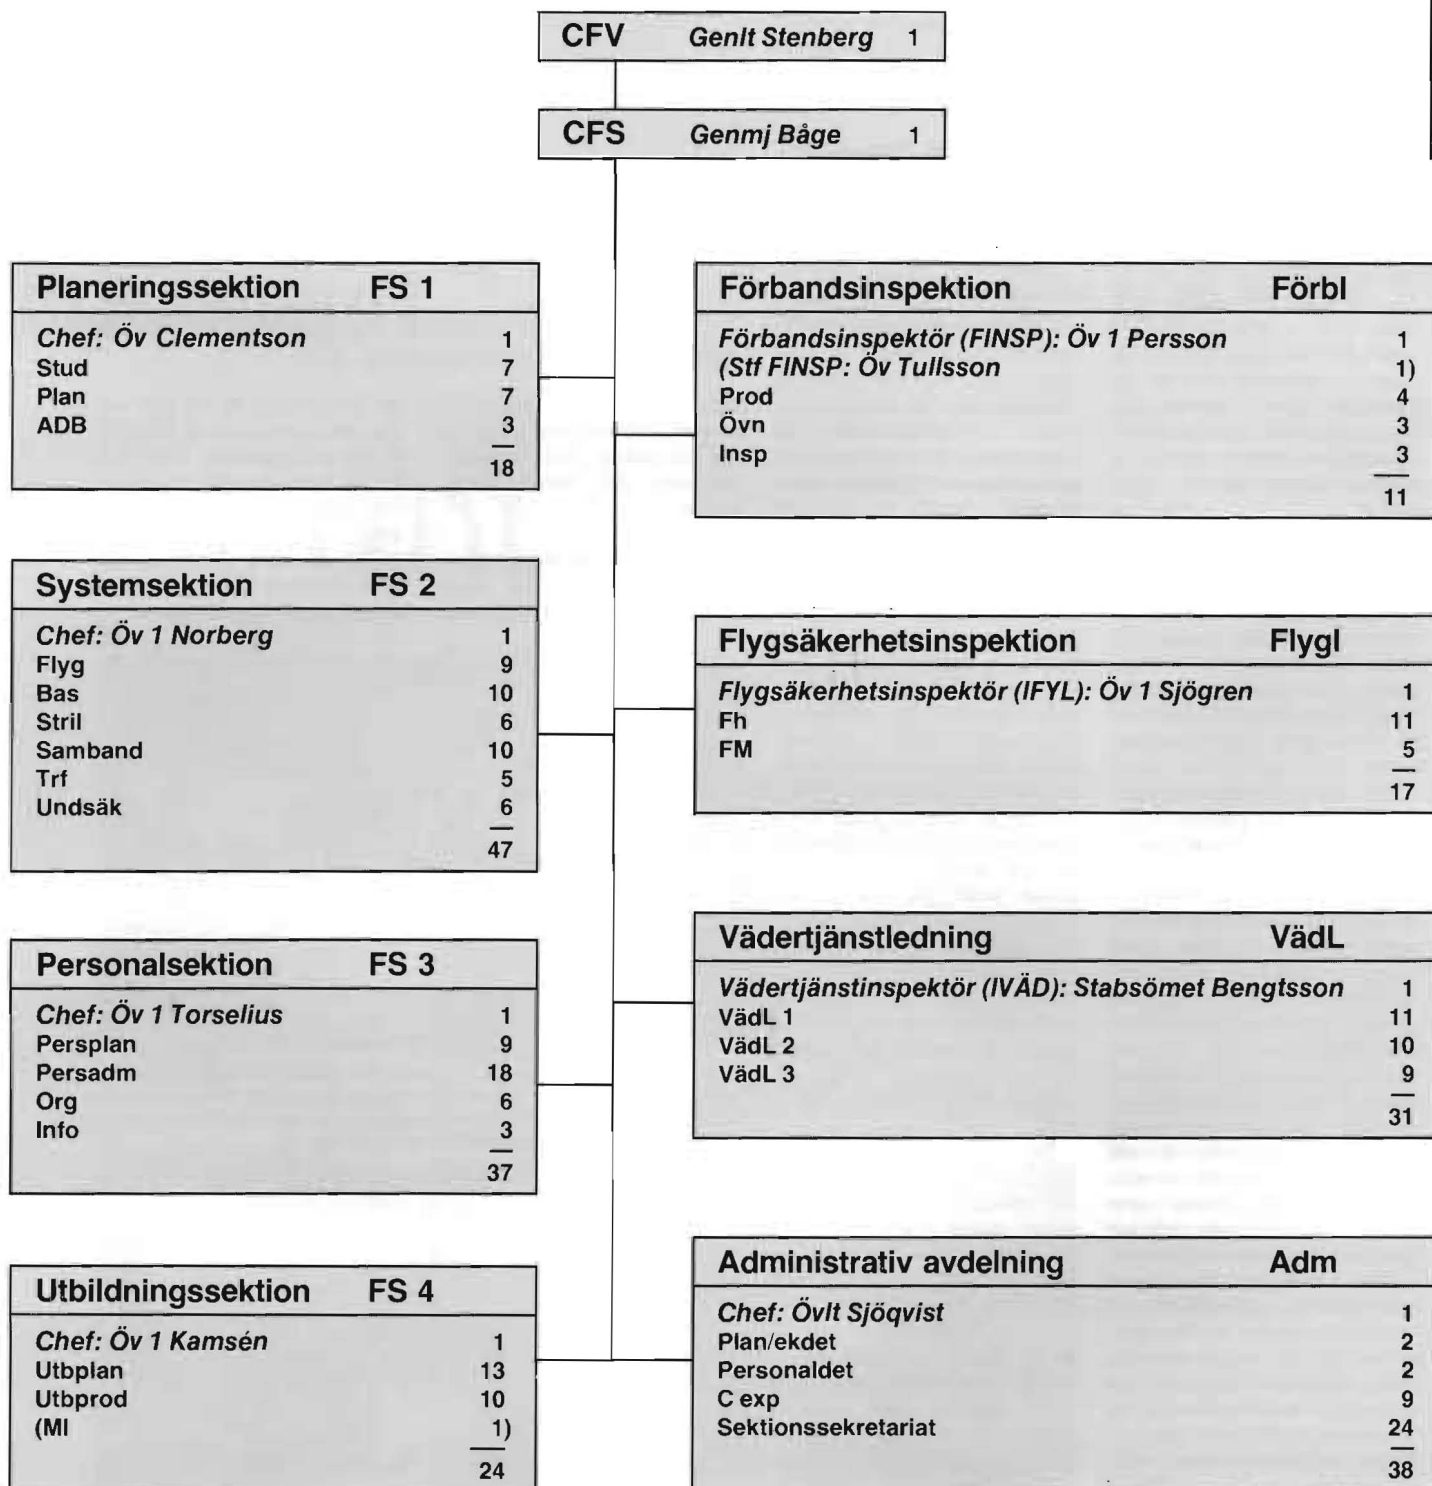 CFV Genlt Stenberg 1
CFS Genmj Båge 1
Planeringssektion FS 1
Chef: Öv Clementson 1
Stud 7
Plan 7
ADB 3
18
Systemsektion FS 2
Chef: Öv 1 Norberg 1
Flyg 9
Bas 10
Stril 6
Samband 10
Trf 5
Undsäk 6
47
Personalsektion FS 3
Chef: Öv 1 Torselius 1
Persplan 9
Persadm 18
Org 6
Info 3
37
Utbildningssektion FS 4
Chef: Öv 1 Kamsén 1
Utbplan 13
Utbprod 10
(MI 1)
24
Förbandsinspektion FörbI
Förbandsinspektör (FINSP): Öv 1 Persson 1
(Stf FINSP: Öv Tullsson 1)
Prod 4
Övn 3
Insp 3
11
Flygsäkerhetsinspektion FlygI
Flygsäkerhetsinspektör (IFYL): Öv 1 Sjögren 1
Fh 11
FM 5
17
Vädertjänstledning VädL
Vädertjänstinspektör (IVÄD): Stabsömet Bengtsson 1
VädL 1 11
VädL 2 10
VädL 3 9
31
Administrativ avdelning Adm
Chef: Övlt Sjöqvist 1
Plan/ekdet 2
Personaldet 2
C exp 9
Sektionssekretariat 24
38